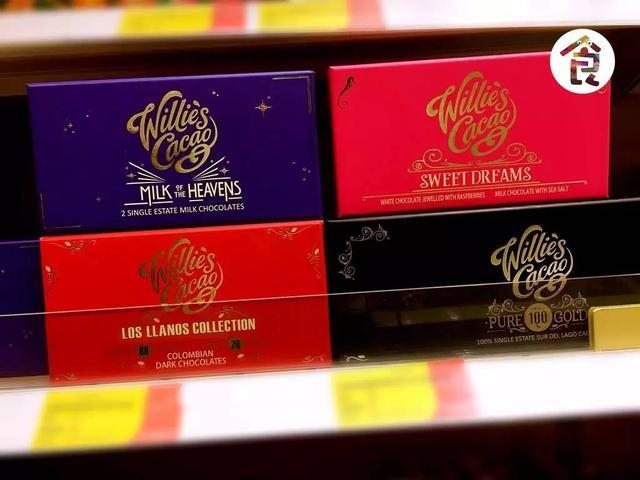 食
Willie's
Cacao
MILK OF THE HEAVENS
2 SINGLE ESTATE MILK CHOCOLATES
Willie's
Cacao
SWEET DREAMS
WHITE CHOCOLATE JEWELLED WITH RASPBERRIES MILK CHOCOLATE WITH SEA SALT
Willie's
Cacao
LOS LLANOS COLLECTION
88 70
COLOMBIAN
DARK CHOCOLATES
Willie's
Cacao
PURE 100 GOLD
100% SINGLE ESTATE SUR DEL LAGO CAC